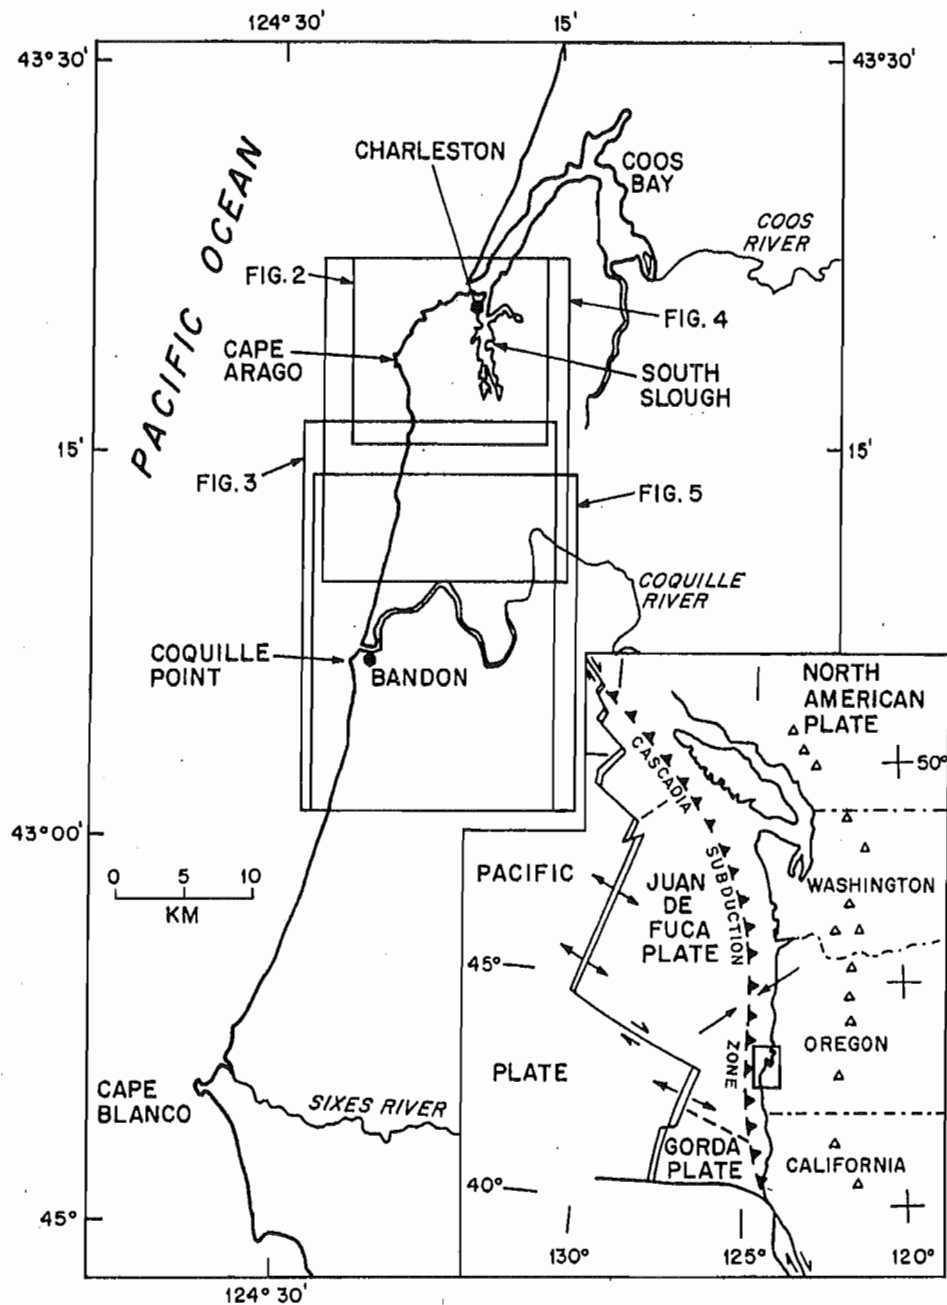 124° 30'
15'
43° 30'
43° 30'
PACIFIC OCEAN
CHARLESTON
COOS
BAY
COOS
RIVER
FIG. 2
FIG. 4
CAPE
ARAGO
SOUTH
SLOUGH
15'
15'
FIG. 3
FIG. 5
COQUILLE
RIVER
COQUILLE
POINT
BANDON
NORTH
AMERICAN
PLATE
50°
CASCADIA
SUBDUCTION
ZONE
43° 00'
0 5 10
KM
PACIFIC
JUAN
DE
FUCA
PLATE
WASHINGTON
45°
OREGON
PLATE
CAPE
BLANCO
SIXES RIVER
GORDA
PLATE
CALIFORNIA
40°
45°
130°
125°
120°
124° 30'